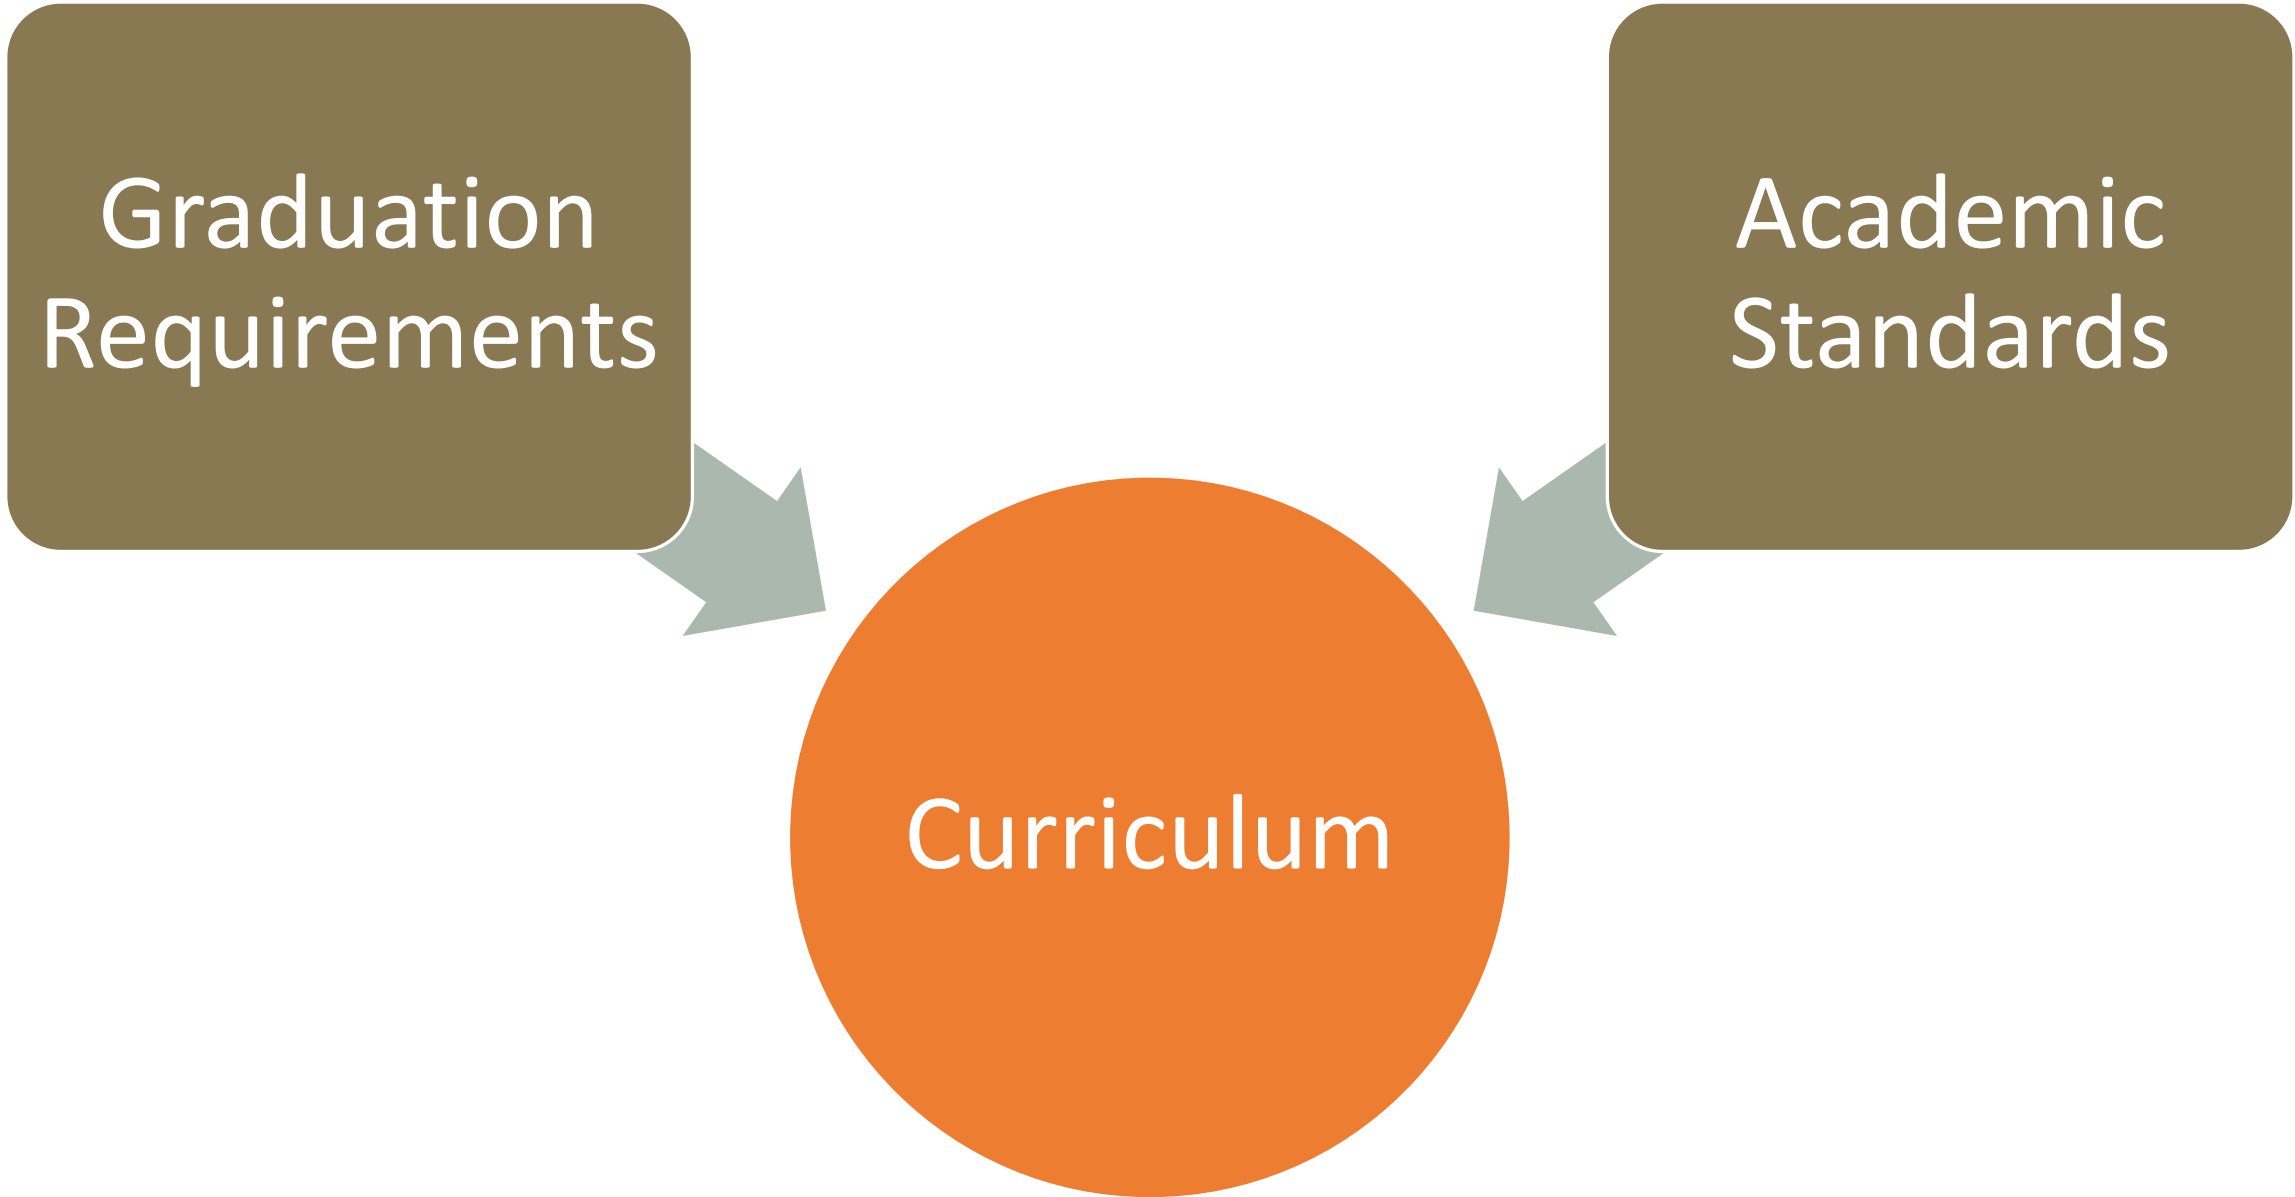 Graduation
Requirements
Academic
Standards
Curriculum